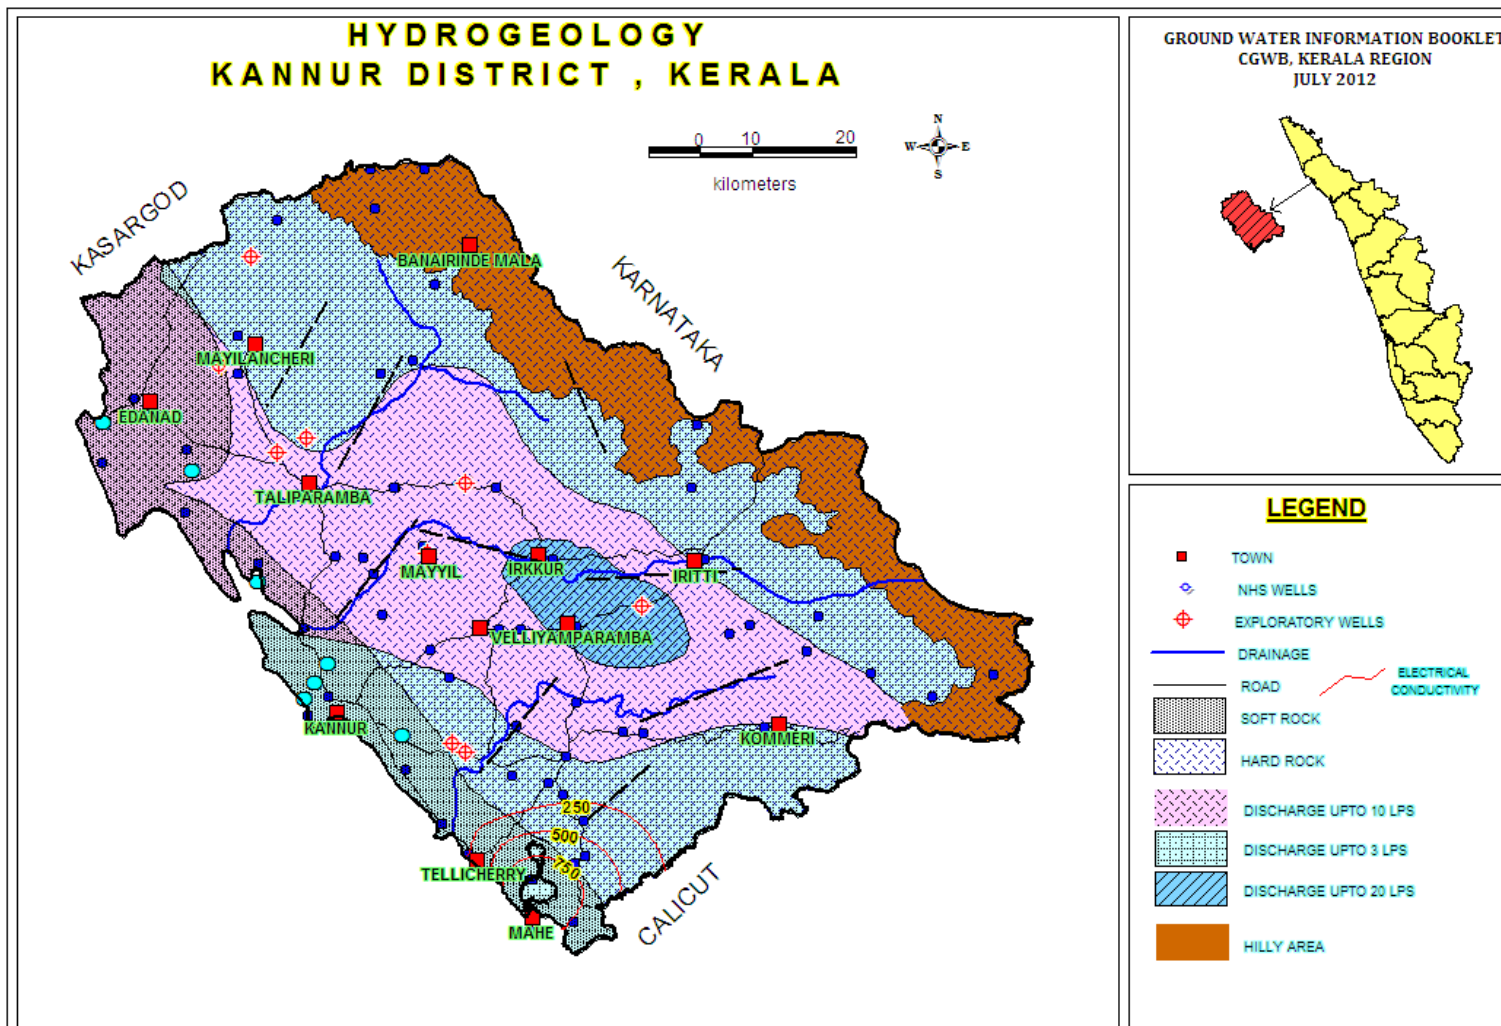 HYDROGEOLOGY
KANNUR DISTRICT , KERALA
0 10 20
kilometers
N
W E
S
KASARGOD
KARNATAKA
CALICUT
BANAIRINDE MALA
MAYILANCHERI
EDANAD
TALIPARAMBA
MAYYIL
IRKKUR
IRITTI
VELLIYAMPARAMBA
KANNUR
KOMMERI
250
500
750
TELLICHERRY
MAHE
GROUND WATER INFORMATION BOOKLET
CGWB, KERALA REGION
JULY 2012
LEGEND
TOWN
NHS WELLS
EXPLORATORY WELLS
DRAINAGE
ROAD
ELECTRICAL
CONDUCTIVITY
SOFT ROCK
HARD ROCK
DISCHARGE UPTO 10 LPS
DISCHARGE UPTO 3 LPS
DISCHARGE UPTO 20 LPS
HILLY AREA